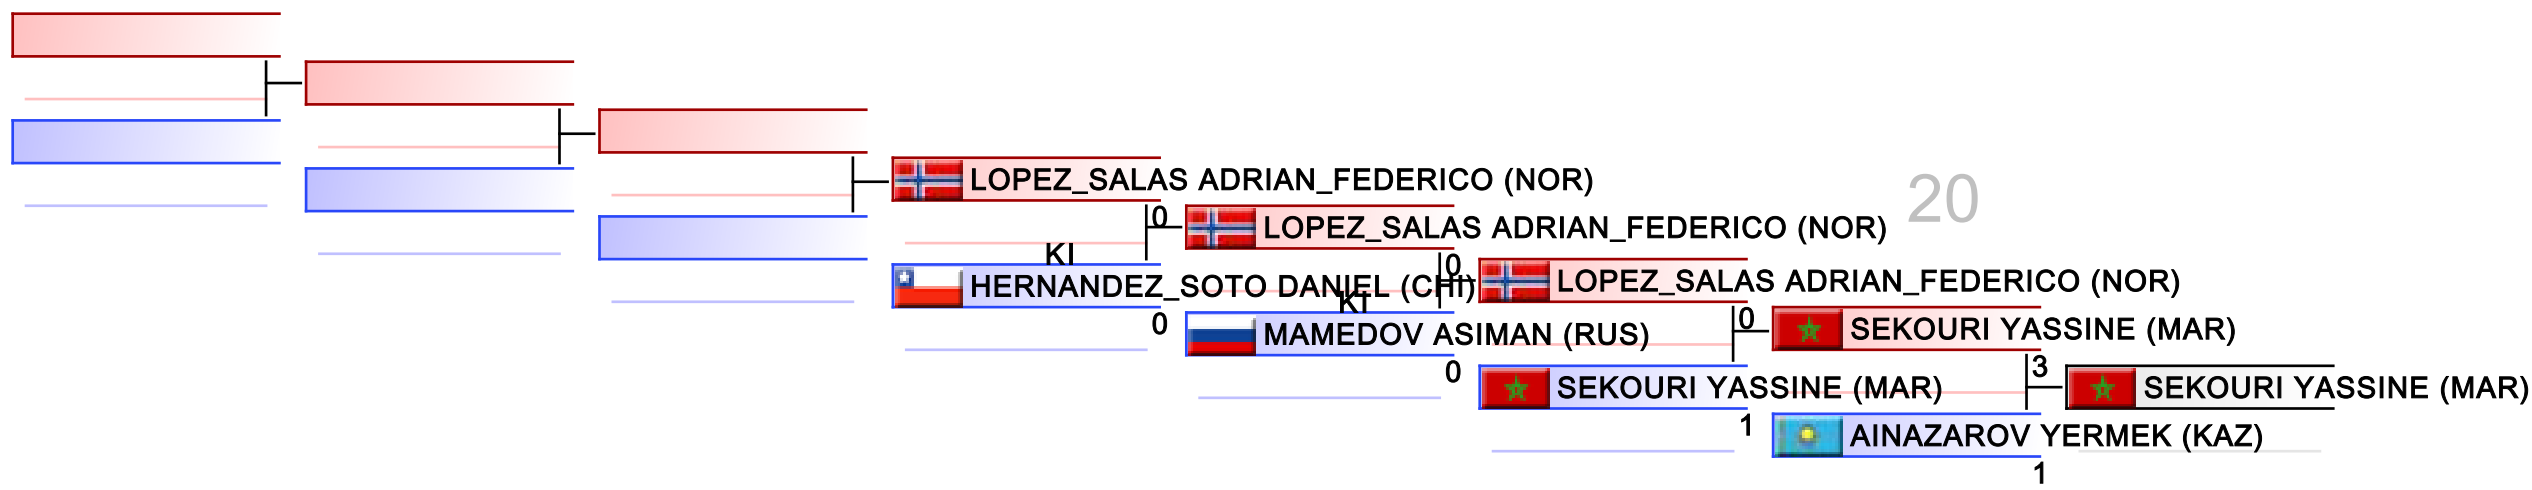 LOPEZ_SALAS ADRIAN_FEDERICO (NOR)
20
0
LOPEZ_SALAS ADRIAN_FEDERICO (NOR)
KI
0
HERNANDEZ_SOTO DANIEL (CHI)
LOPEZ_SALAS ADRIAN_FEDERICO (NOR)
KI
0
0
SEKOURI YASSINE (MAR)
MAMEDOV ASIMAN (RUS)
0
3
SEKOURI YASSINE (MAR)
SEKOURI YASSINE (MAR)
1
AINAZAROV YERMEK (KAZ)
1